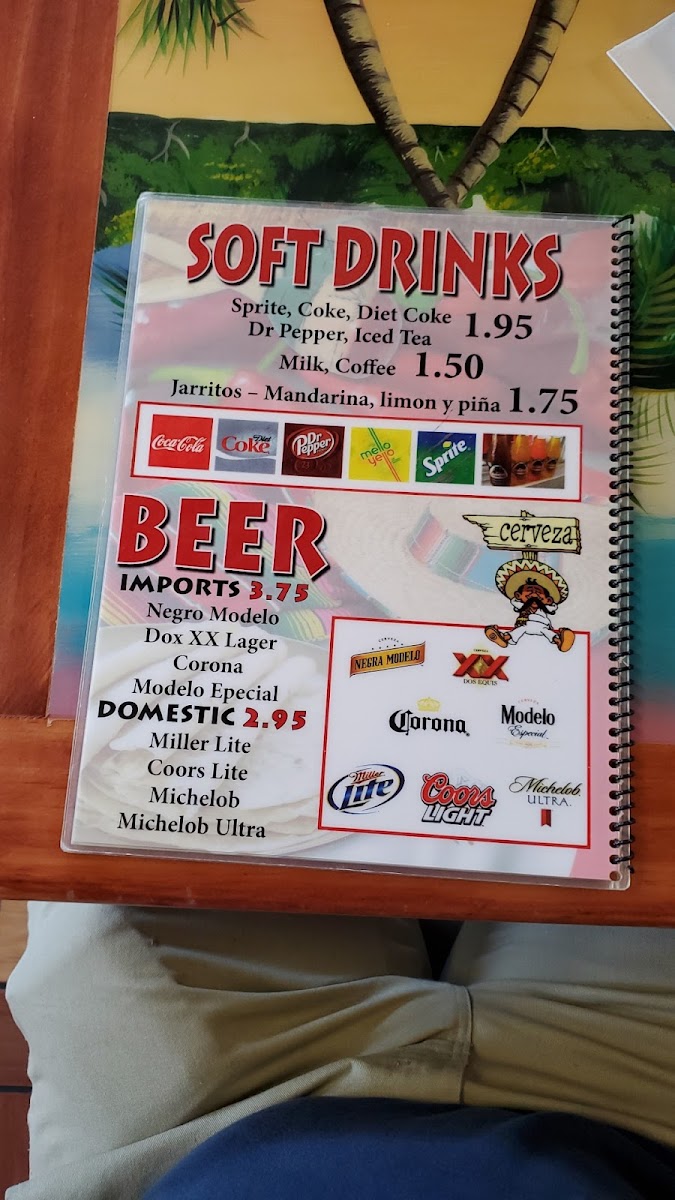 SOFT DRINKS
Sprite, Coke, Diet Coke
Dr Pepper, Iced Tea 1.95
Milk, Coffee 1.50
Jarritos – Mandarina, limon y piña 1.75
Coca-Cola
Diet Coke
Dr Pepper
mello yello
Sprite
BEER
IMPORTS 3.75
Negro Modelo
Dox XX Lager
Corona
Modelo Epecial
DOMESTIC 2.95
Miller Lite
Coors Lite
Michelob
Michelob Ultra
cerveza
NEGRA MODELO
XX
DOS EQUIS
Corona
Modelo
Especial
Miller
Lite
Coors
LIGHT
Michelob
ULTRA